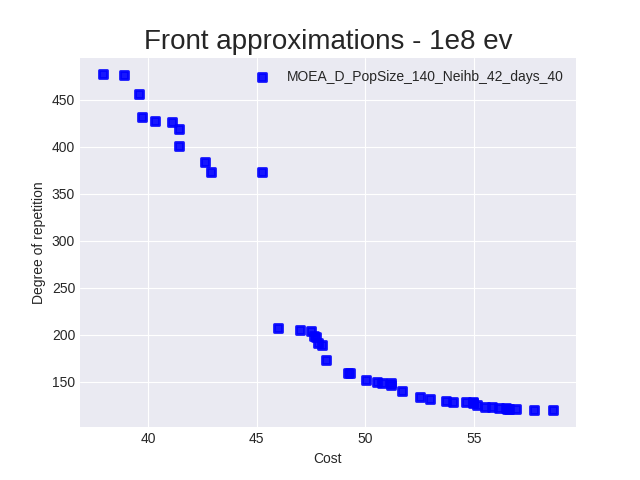 Front approximations - 1e8 ev
MOEA_D_PopSize_140_Neihb_42_days_40
Degree of repetition
450
400
350
300
250
200
150
40 45 50 55
Cost